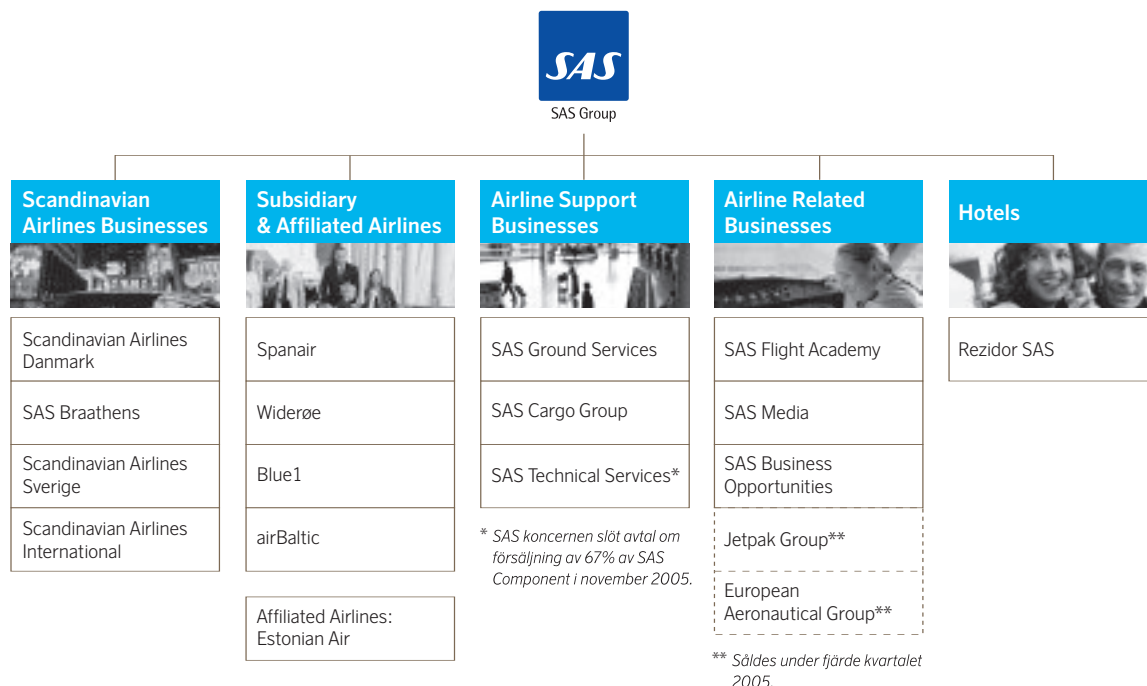 SAS
SAS Group
Scandinavian
Airlines Businesses
Scandinavian Airlines
Danmark
SAS Braathens
Scandinavian Airlines
Sverige
Scandinavian Airlines
International
Subsidiary
& Affiliated Airlines
Spanair
Widerøe
Blue1
airBaltic
Affiliated Airlines:
Estonian Air
Airline Support
Businesses
SAS Ground Services
SAS Cargo Group
SAS Technical Services*
* SAS koncernen slöt avtal om
försäljning av 67% av SAS
Component i november 2005.
Airline Related
Businesses
SAS Flight Academy
SAS Media
SAS Business
Opportunities
Jetpak Group**
European
Aeronautical Group**
** Såldes under fjärde kvartalet
2005.
Hotels
Rezidor SAS